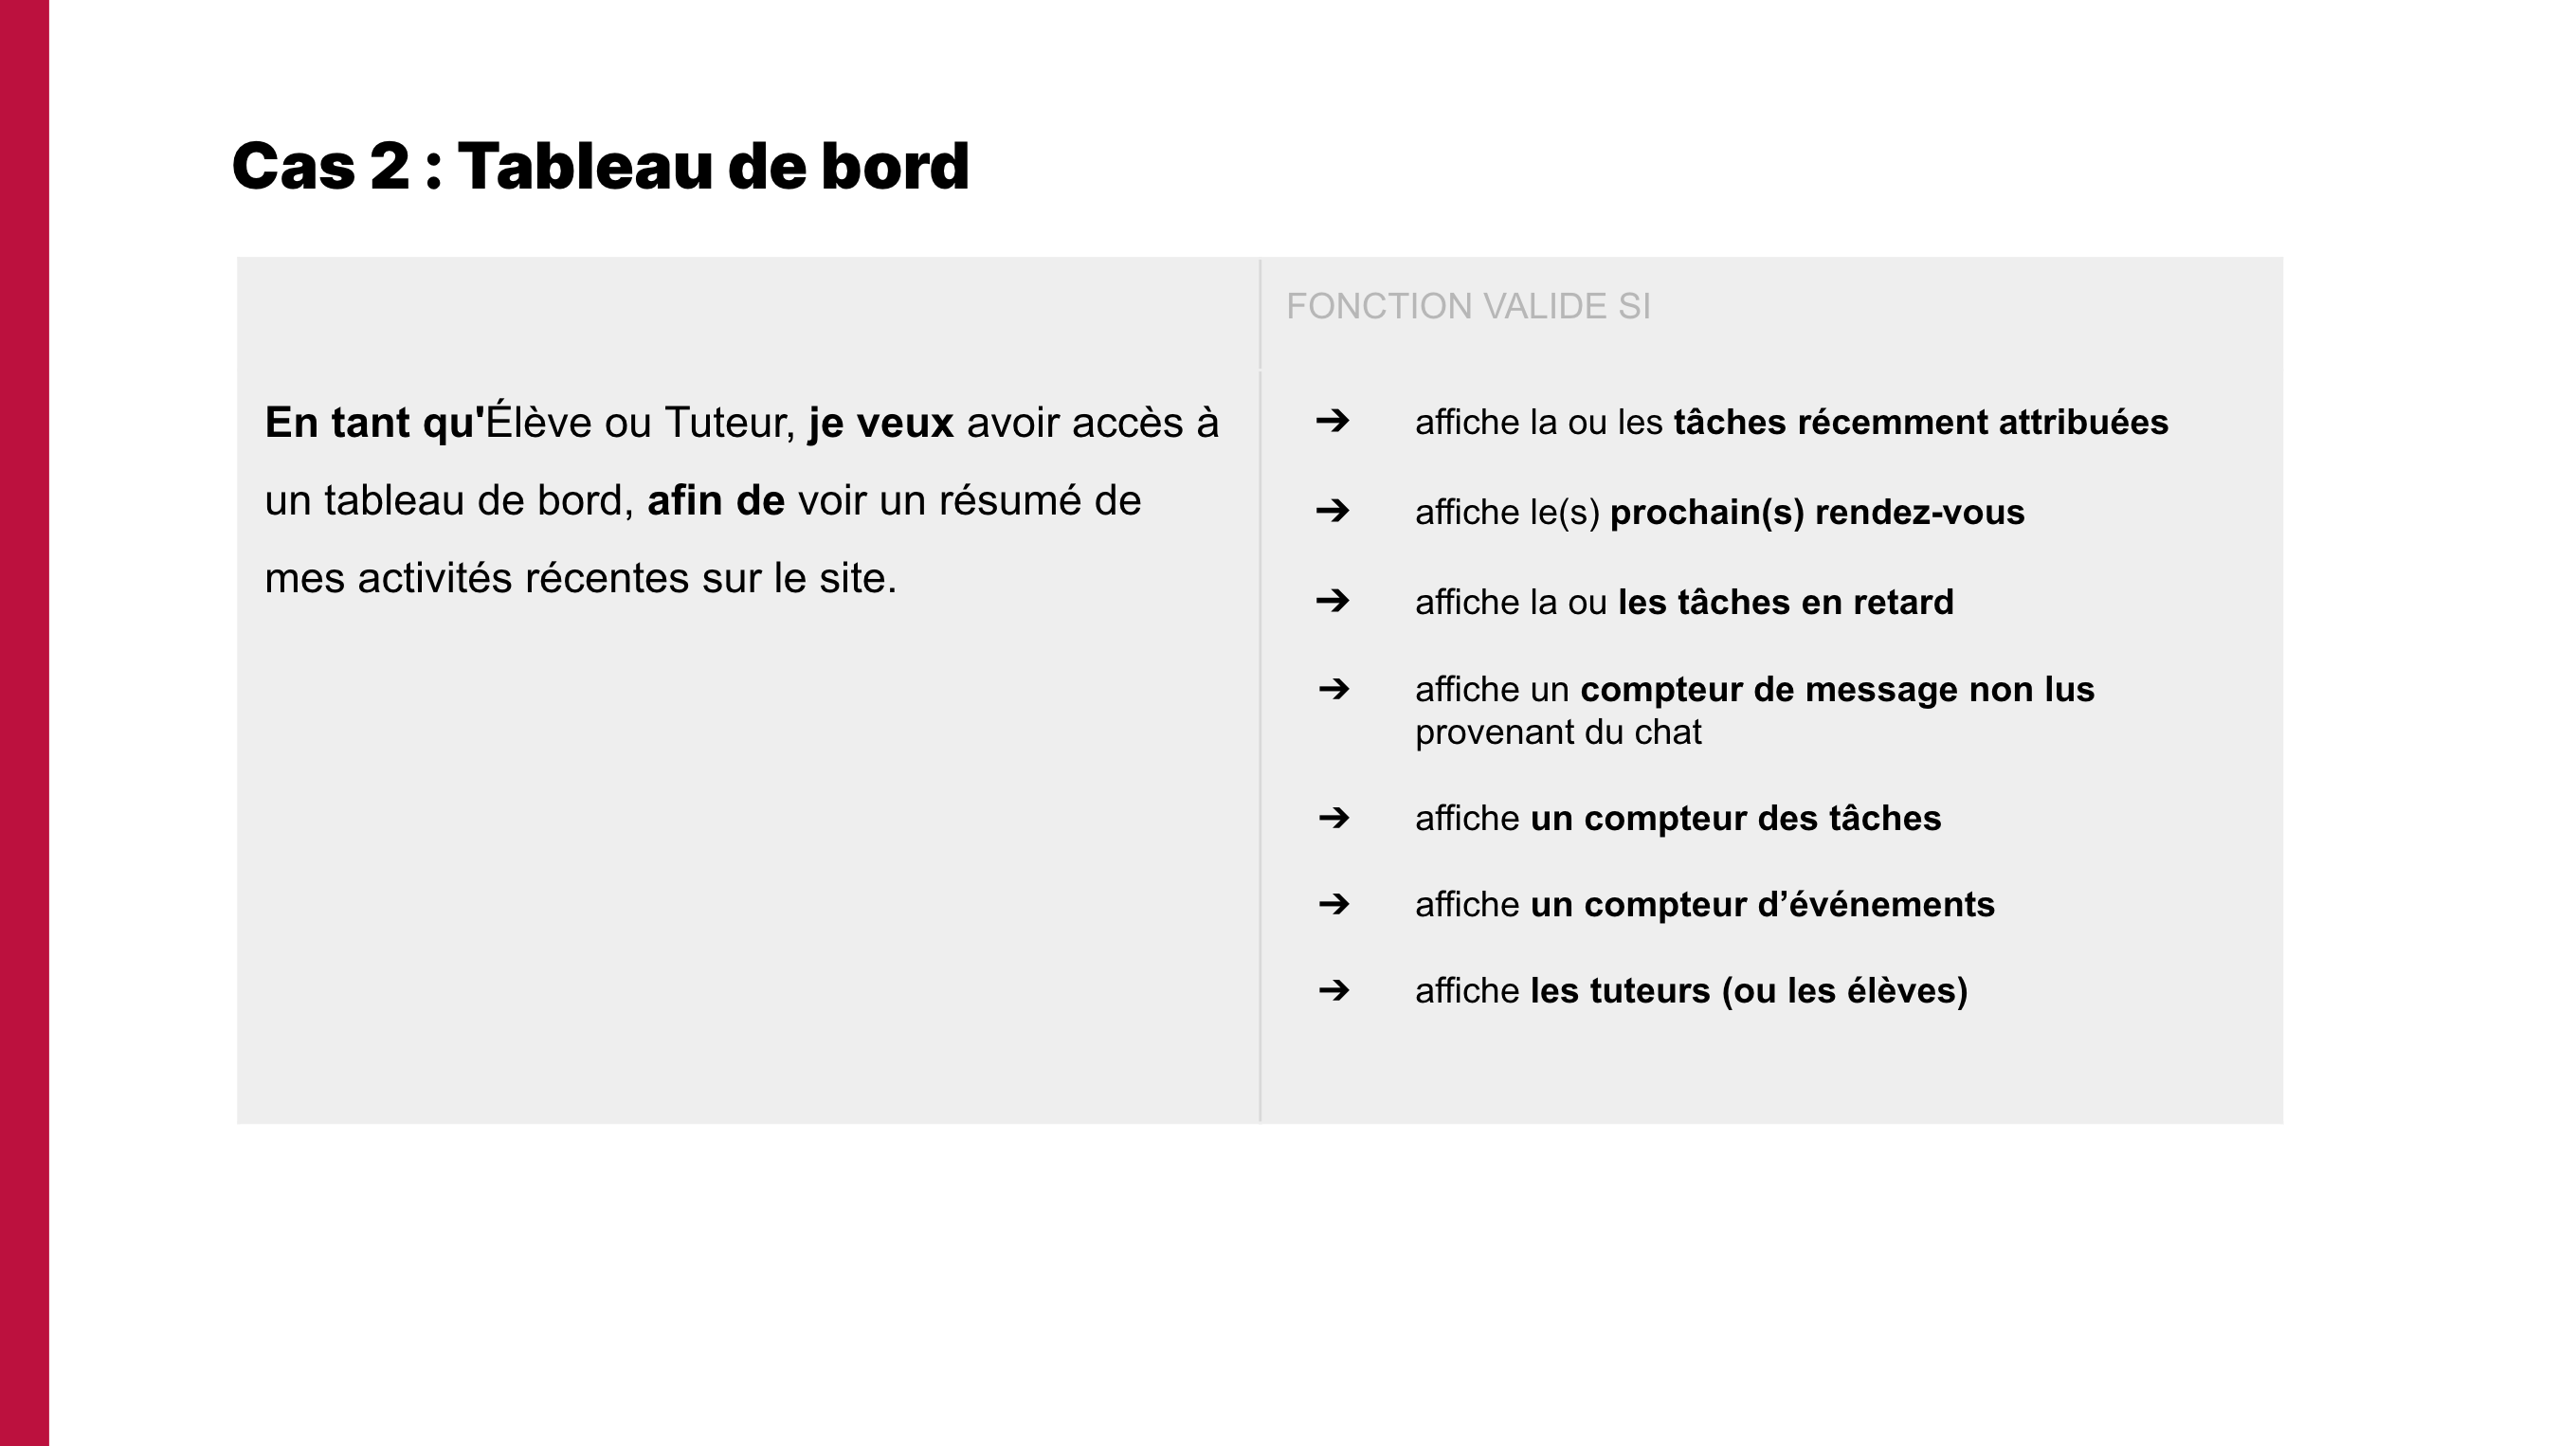 Cas 2 : Tableau de bord
FONCTION VALIDE SI
En tant qu'Élève ou Tuteur, je veux avoir accès à
un tableau de bord, afin de voir un résumé de
mes activités récentes sur le site.
➔ affiche la ou les tâches récemment attribuées
➔ affiche le(s) prochain(s) rendez-vous
➔ affiche la ou les tâches en retard
➔ affiche un compteur de message non lus
provenant du chat
➔ affiche un compteur des tâches
➔ affiche un compteur d’événements
➔ affiche les tuteurs (ou les élèves)